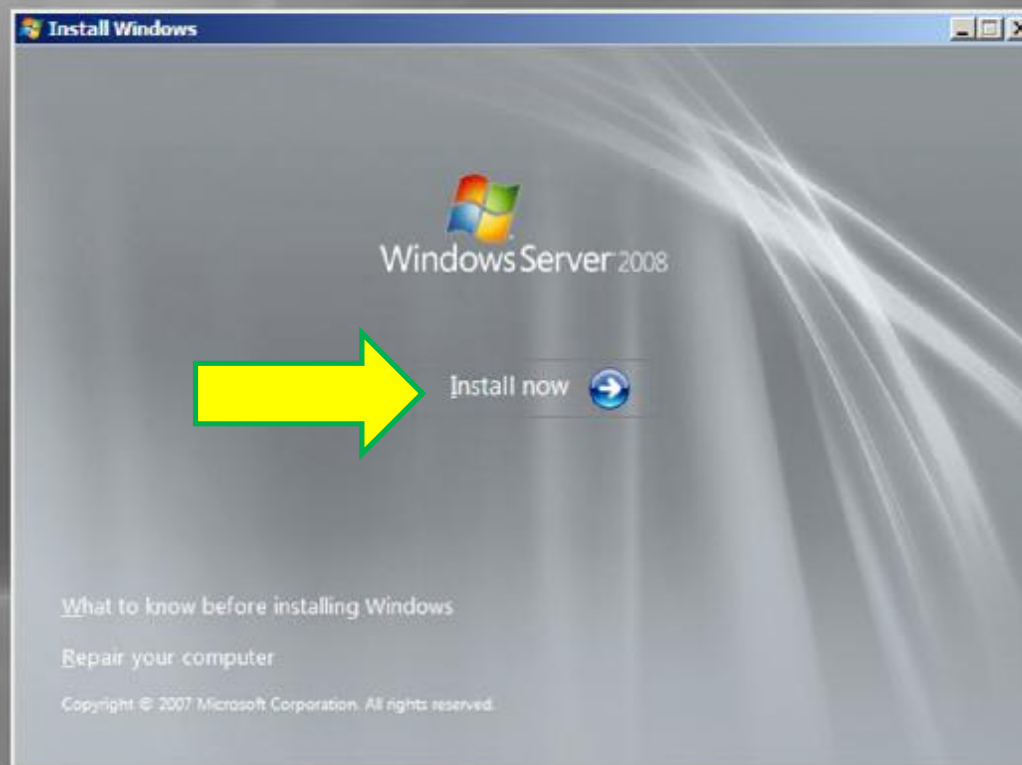 Install Windows
Windows Server 2008
Install now
What to know before installing Windows
Repair your computer
Copyright © 2007 Microsoft Corporation. All rights reserved.